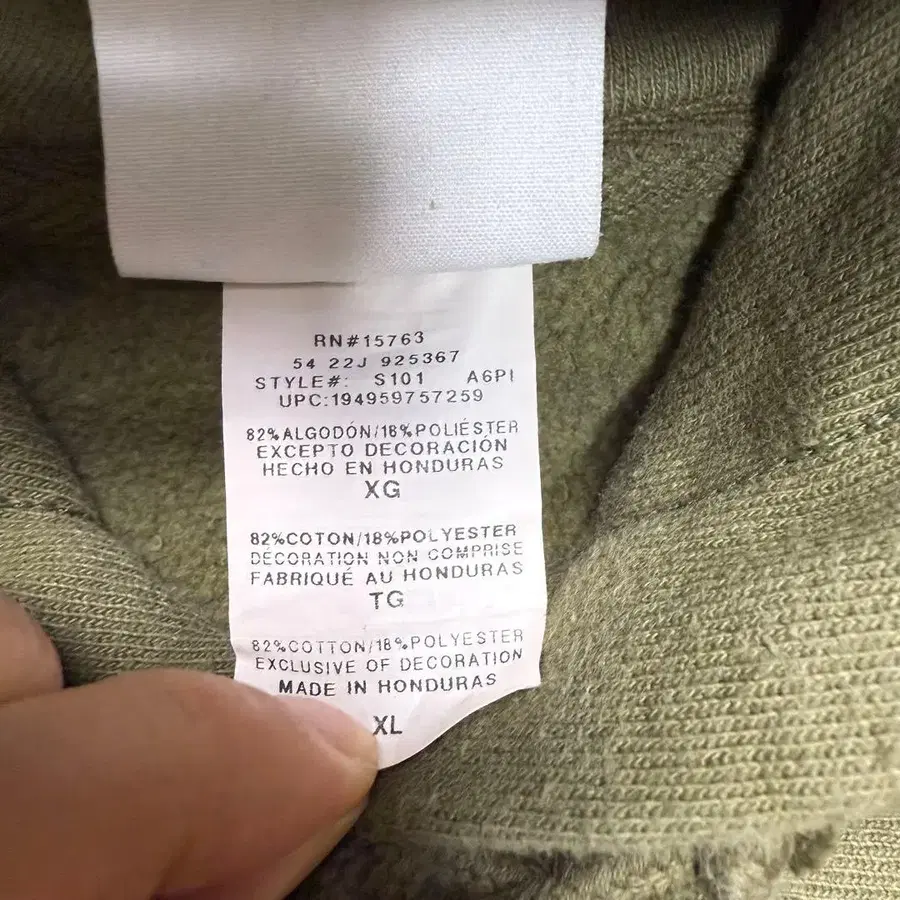 RN#15763
54 22J 925367
STYLE#: S101 A6PI
UPC:194959757259
82%ALGODÓN/18%POLIÉSTER
EXCEPTO DECORACIÓN
HECHO EN HONDURAS
XG
82%COTON/18%POLYESTER
DÉCORATION NON COMPRISE
FABRIQUÉ AU HONDURAS
TG
82%COTTON/18%POLYESTER
EXCLUSIVE OF DECORATION
MADE IN HONDURAS
XL